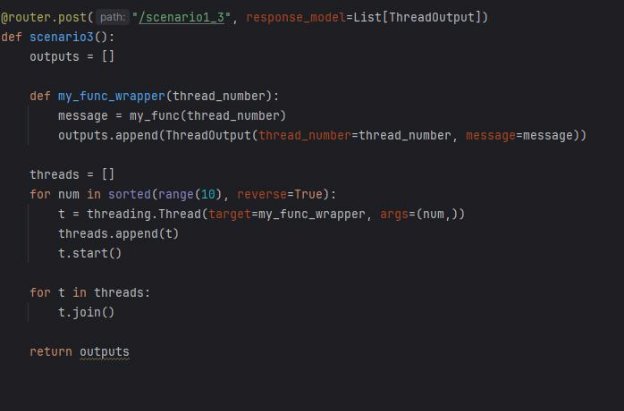 @router.post( path: "/scenario1_3", response_model=List[ThreadOutput])
def scenario3():
    outputs = []
    def my_func_wrapper(thread_number):
        message = my_func(thread_number)
        outputs.append(ThreadOutput(thread_number=thread_number, message=message))
    threads = []
    for num in sorted(range(10), reverse=True):
        t = threading.Thread(target=my_func_wrapper, args=(num,))
        threads.append(t)
        t.start()
    for t in threads:
        t.join()
    return outputs